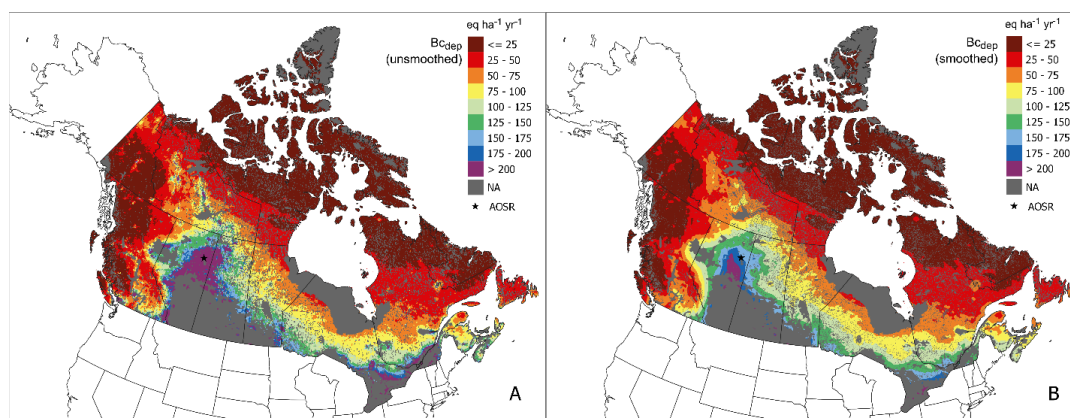 eq ha⁻¹ yr⁻¹
Bc_dep
(unsmoothed)
<= 25
25 - 50
50 - 75
75 - 100
100 - 125
125 - 150
150 - 175
175 - 200
> 200
NA
AOSR
A
eq ha⁻¹ yr⁻¹
Bc_dep
(smoothed)
<= 25
25 - 50
50 - 75
75 - 100
100 - 125
125 - 150
150 - 175
175 - 200
> 200
NA
AOSR
B